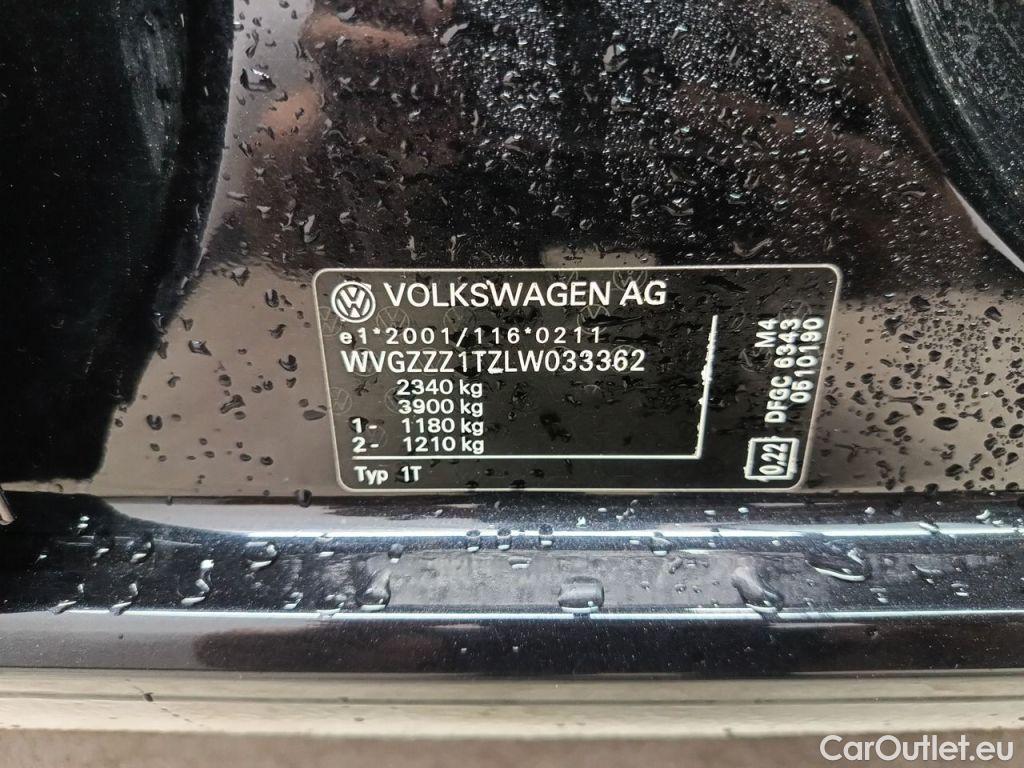 VOLKSWAGEN AG
e1*2001/116*0211
WVGZZZ1TZLW033362
2340 kg
3900 kg
1- 1180 kg
2- 1210 kg
Typ 1T
M4
DFGC 6343
0510190
0.22
CarOutlet.eu